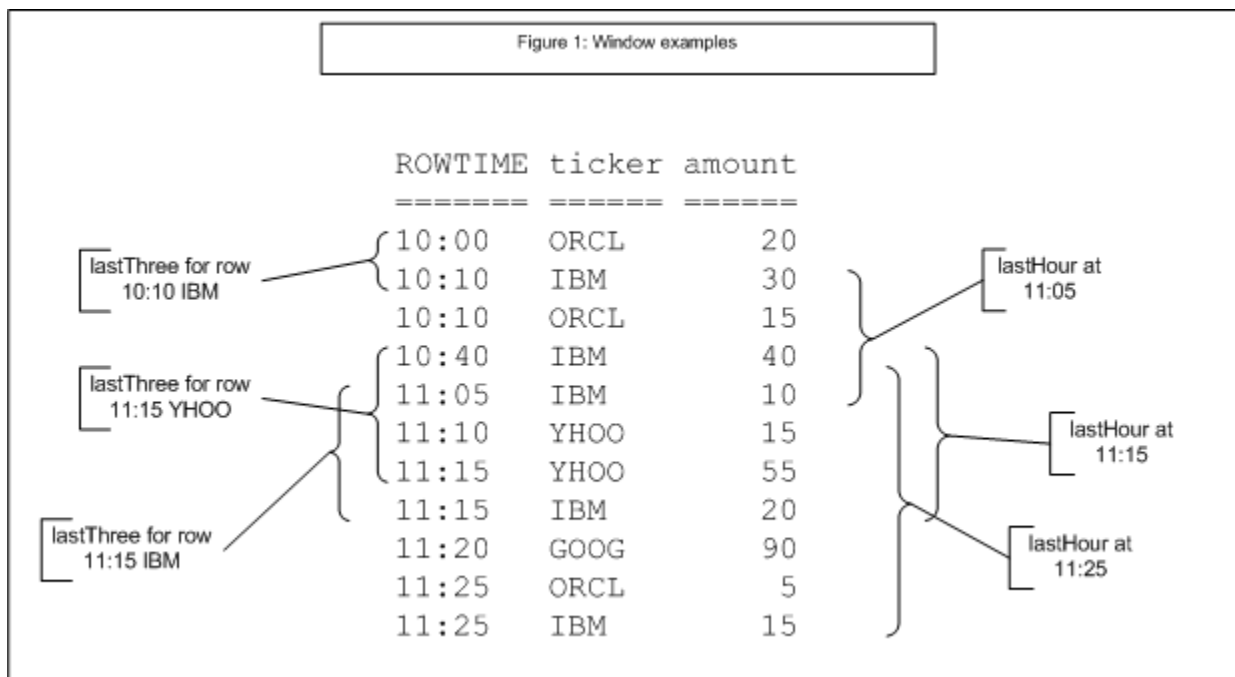 Figure 1: Window examples
ROWTIME ticker amount
======= ====== ======
10:00 ORCL 20
10:10 IBM 30
10:10 ORCL 15
10:40 IBM 40
11:05 IBM 10
11:10 YHOO 15
11:15 YHOO 55
11:15 IBM 20
11:20 GOOG 90
11:25 ORCL 5
11:25 IBM 15
lastThree for row
10:10 IBM
lastThree for row
11:15 YHOO
lastThree for row
11:15 IBM
lastHour at
11:05
lastHour at
11:15
lastHour at
11:25